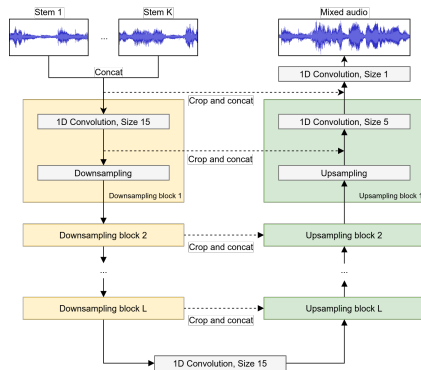 Stem 1
...
Stem K
Mixed audio
Concat
1D Convolution, Size 1
Crop and concat
1D Convolution, Size 15
1D Convolution, Size 5
Crop and concat
Downsampling
Upsampling
Downsampling block 1
Upsampling block 1
Downsampling block 2
Upsampling block 2
Crop and concat
...
...
Downsampling block L
Upsampling block L
Crop and concat
1D Convolution, Size 15